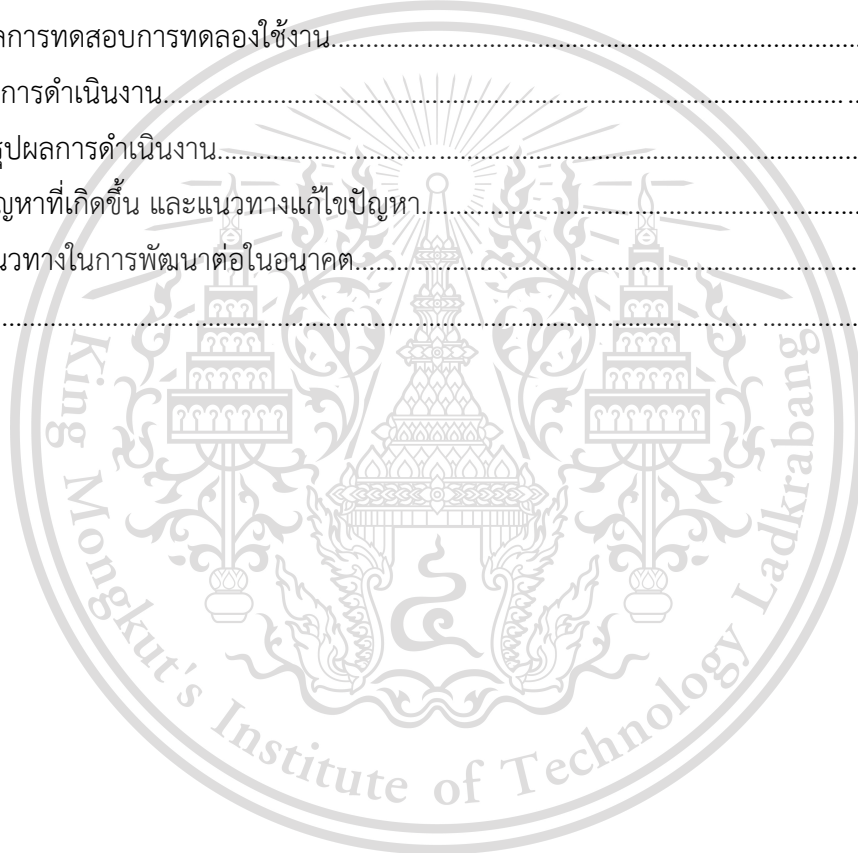 ลการทดสอบการทดลองใช้งาน
การดำเนินงาน
รุปผลการดำเนินงาน
ญหาที่เกิดขึ้น และแนวทางแก้ไขปัญหา
นวทางในการพัฒนาต่อในอนาคต
King Mongkut's Institute of Technology Ladkrabang